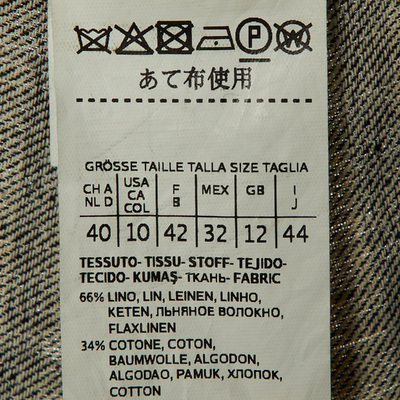 P W
あて布使用
GRÖSSE TAILLE TALLA SIZE TAGLIA
CH A NL D | USA CA COL | F B | MEX | GB | I J
40 | 10 | 42 | 32 | 12 | 44
TESSUTO- TISSU- STOFF- TEJIDO-
TECIDO- KUMAŞ- ТКАНЬ- FABRIC
66% LINO, LIN, LEINEN, LINHO,
KETEN, ЛЬНЯНОЕ ВОЛОКНО,
FLAXLINEN
34% COTONE, COTON,
BAUMWOLLE, ALGODON,
ALGODAO, PAMUK, ХЛОПОК,
COTTON